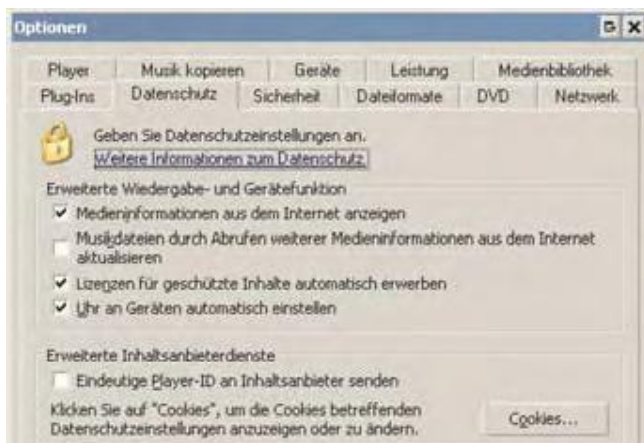 Optionen
Player Musik kopieren Geräte Leistung Medienbibliothek
Plug-Ins Datenschutz Sicherheit Dateiformate DVD Netzwerk
Geben Sie Datenschutzeinstellungen an.
Weitere Informationen zum Datenschutz
Erweiterte Wiedergabe- und Gerätefunktion
Medieninformationen aus dem Internet anzeigen
Musikdateien durch Abrufen weiterer Medieninformationen aus dem Internet
aktualisieren
Lizenzen für geschützte Inhalte automatisch erwerben
Uhr an Geräten automatisch einstellen
Erweiterte Inhaltsanbieterdienste
Eindeutige Player-ID an Inhaltsanbieter senden
Klicken Sie auf "Cookies", um die Cookies betreffenden
Datenschutzeinstellungen anzuzeigen oder zu ändern.
Cookies...